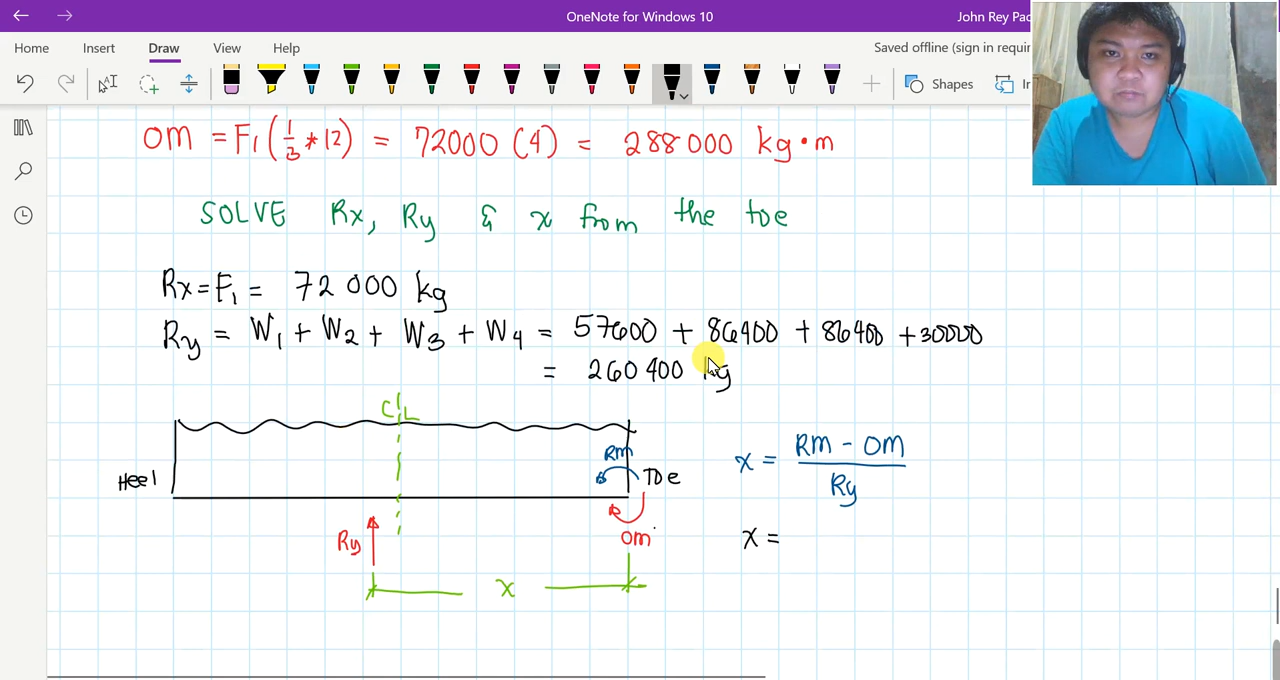 OneNote for Windows 10
John Rey Pac
Home Insert Draw View Help
Saved offline (sign in requir
Shapes
In
OM = F₁(1/3 * 12) = 72000 (4) = 288000 kg·m
SOLVE Rx, Ry & x from the toe
Rx = F₁ = 72 000 kg
Ry = W₁ + W₂ + W₃ + W₄ = 57600 + 86400 + 86400 + 30000
= 260 400 kg
C L
Heel
RM
Toe
x = (RM - OM) / Ry
Ry
OM
x =
x